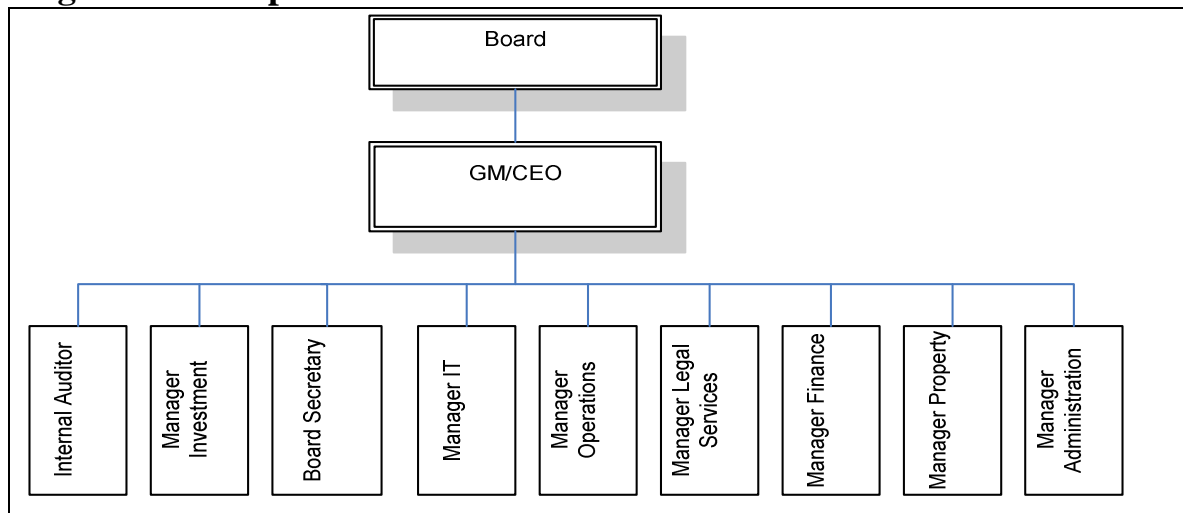 Board
GM/CEO
Internal Auditor
Manager
Investment
Board Secretary
Manager IT
Manager
Operations
Manager Legal
Services
Manager Finance
Manager Property
Manager
Administration